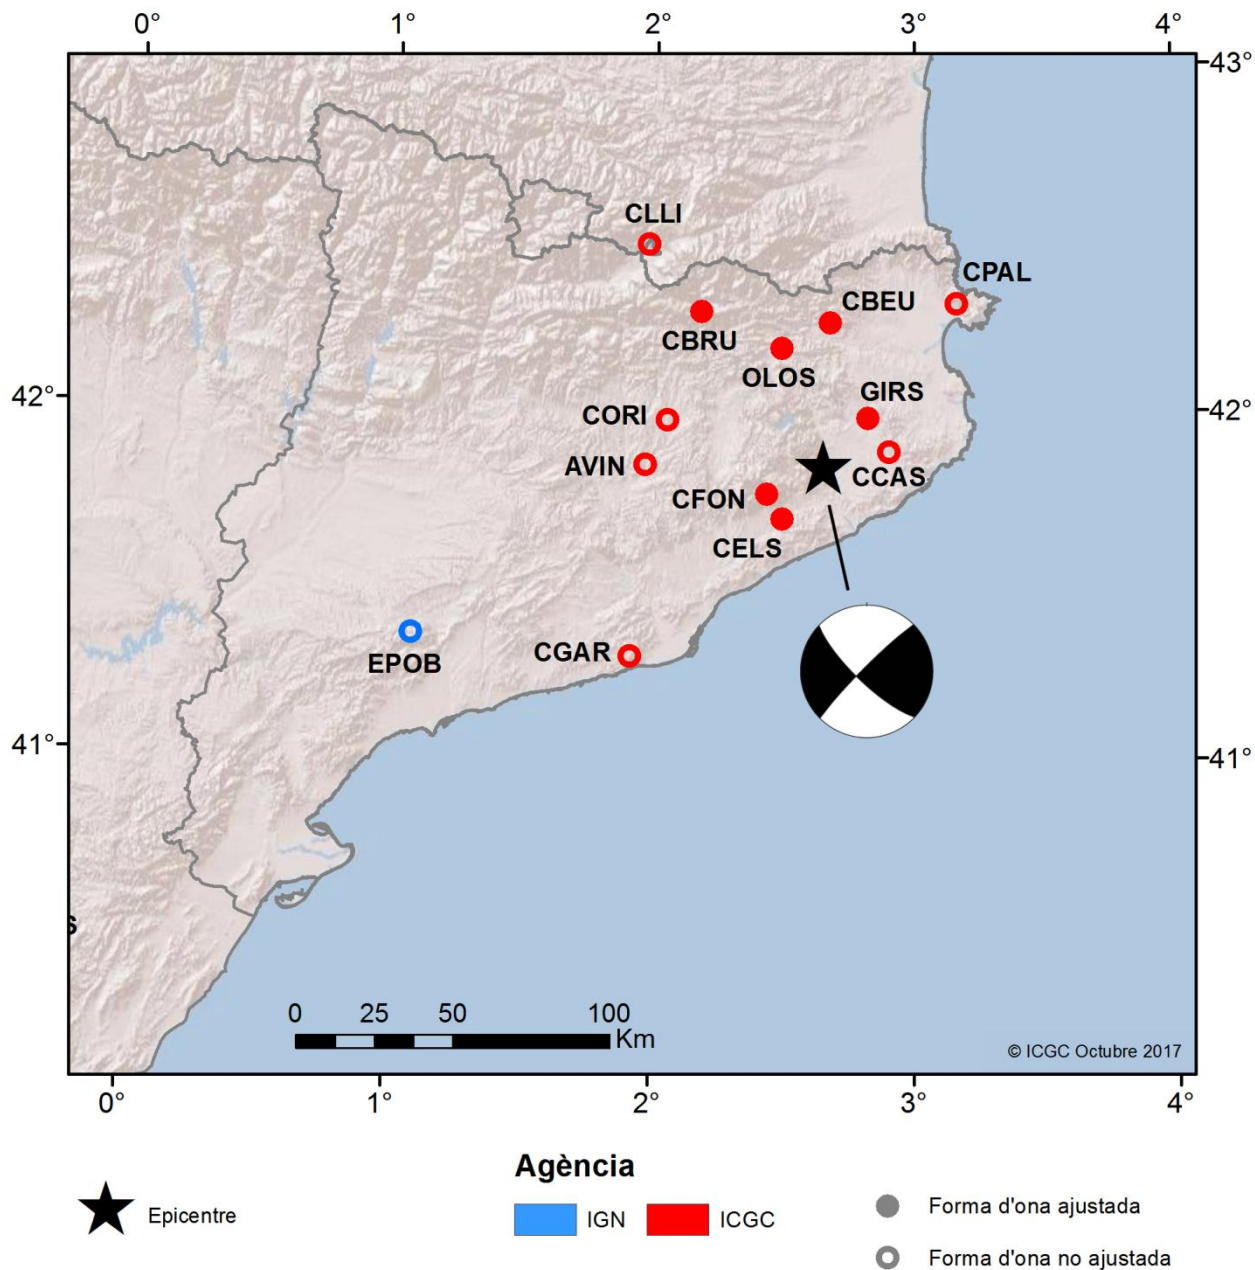 0° 1° 2° 3° 4°
43°
CLLI
CPAL
CBEU
CBRU
OLOS
42° 42°
GIRS
CORI
AVIN
CCAS
CFON
CELS
EPOB
CGAR
41° 41°
s
0 25 50 100
Km
© ICGC Octubre 2017
0° 1° 2° 3° 4°
Agència
Epicentre
IGN ICGC
Forma d'ona ajustada
Forma d'ona no ajustada